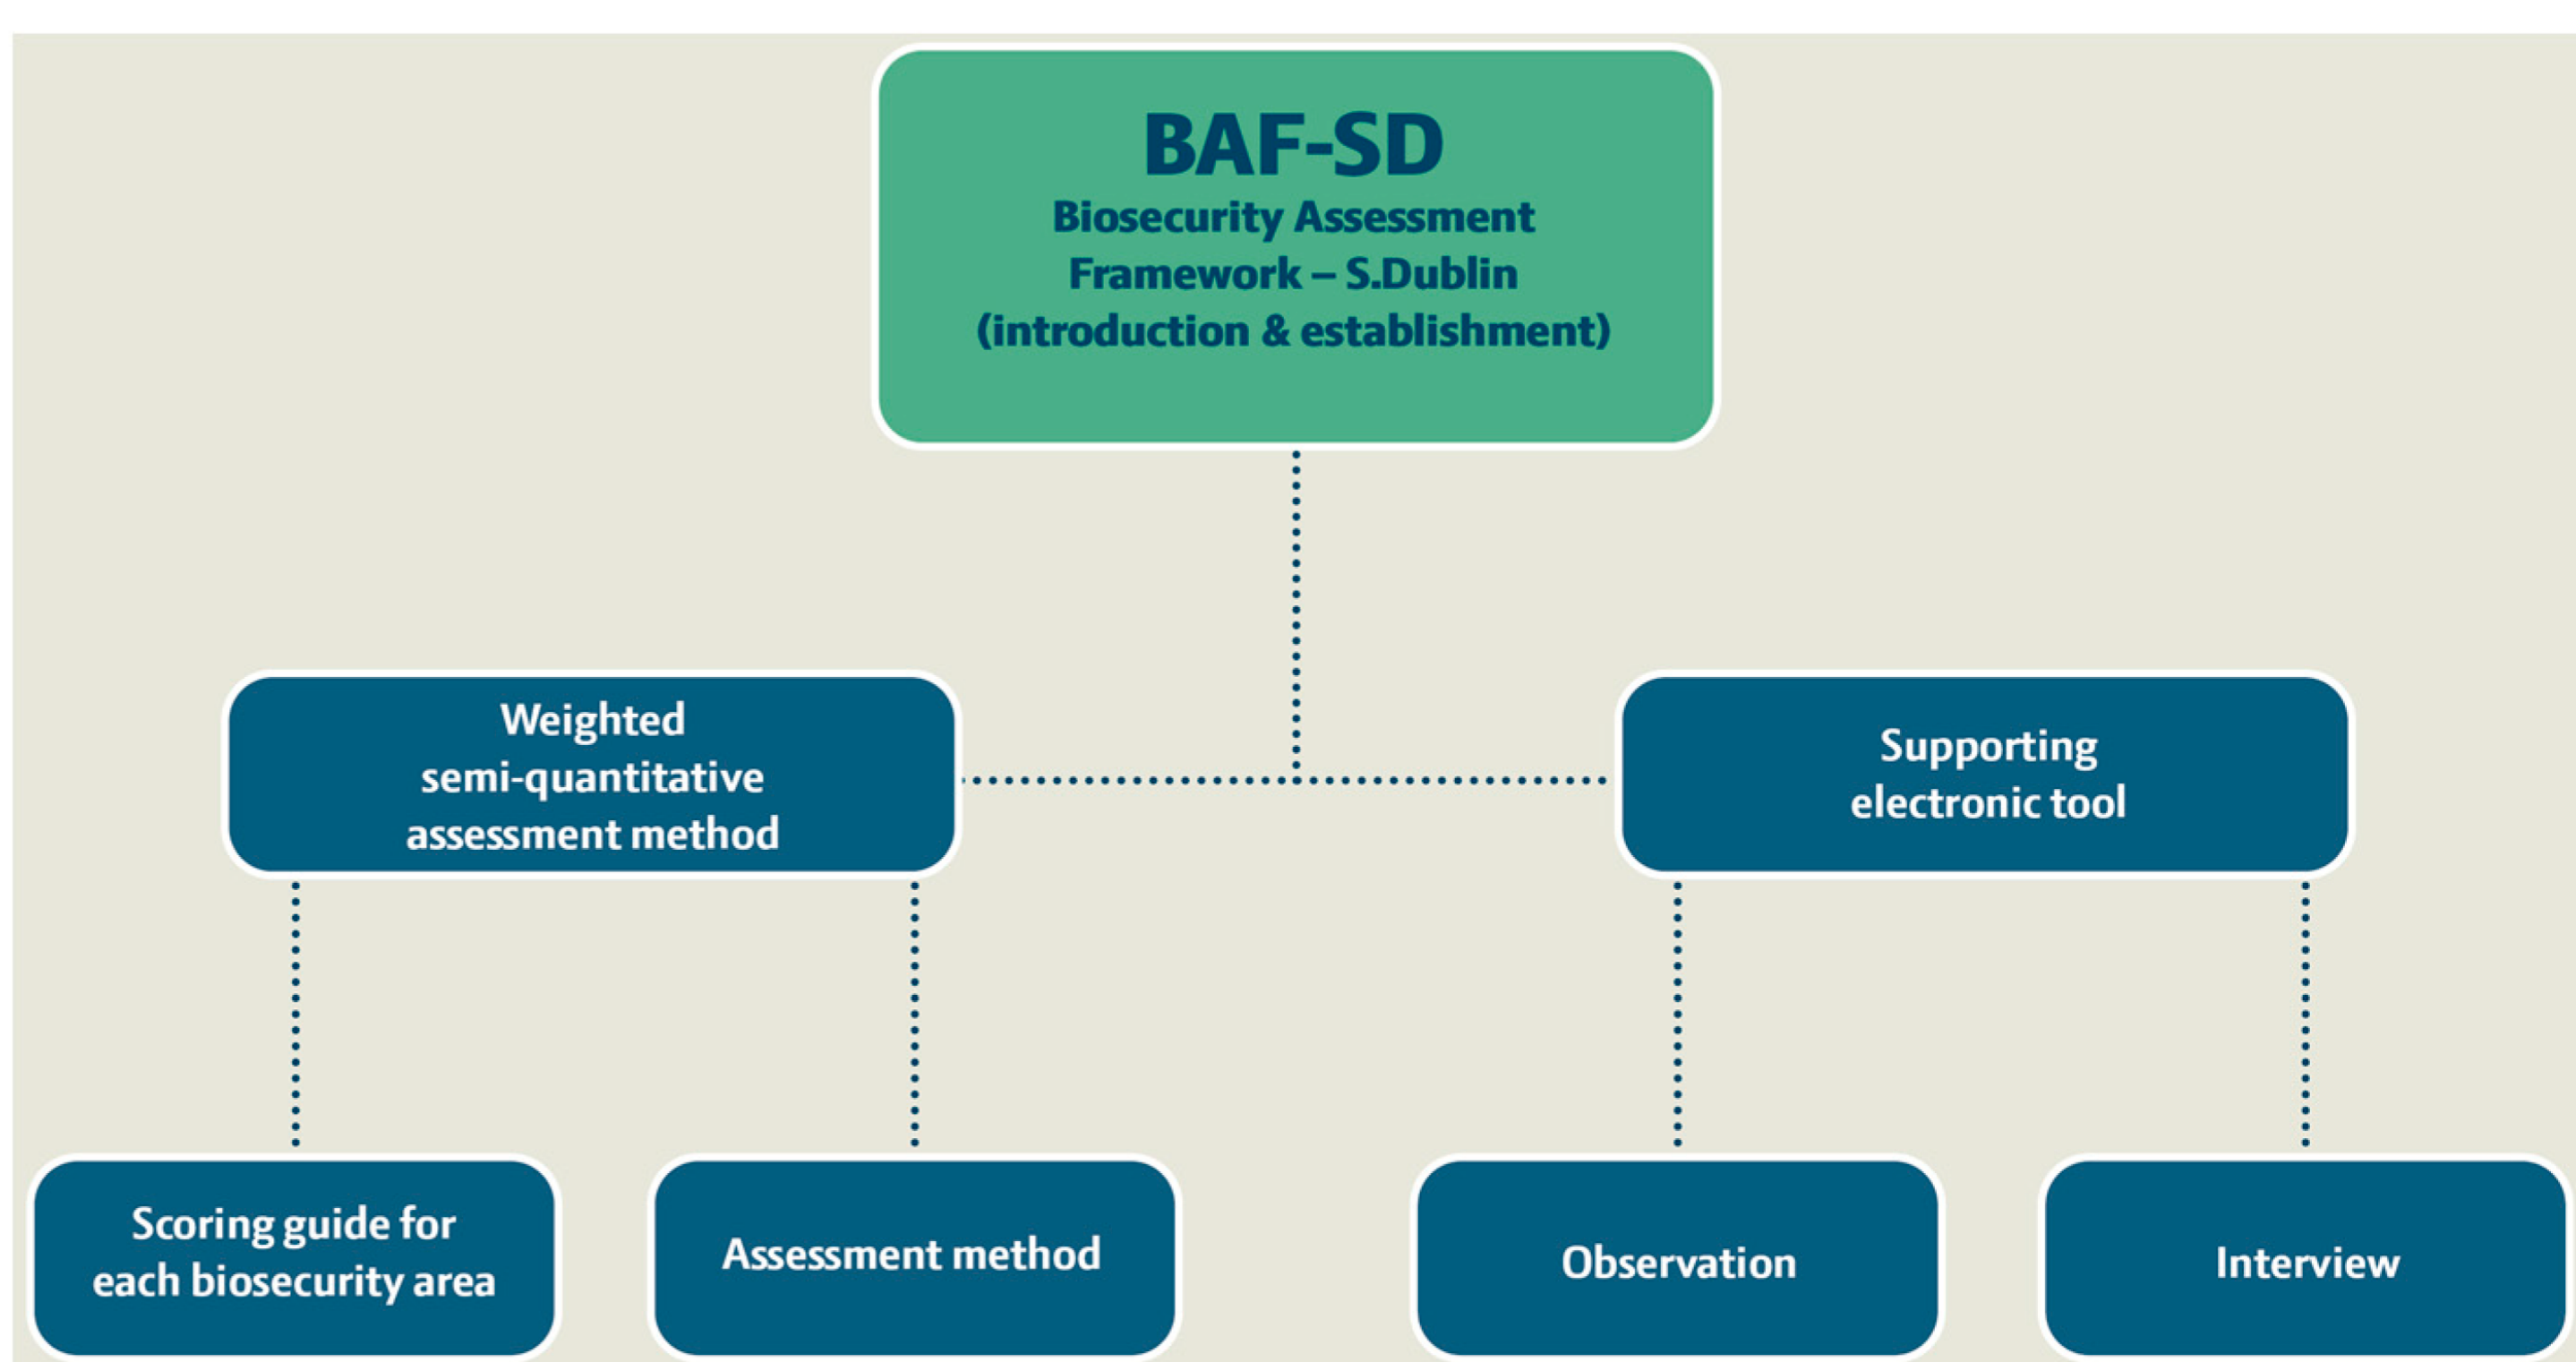 BAF-SD
Biosecurity Assessment
Framework – S.Dublin
(introduction & establishment)
Weighted
semi-quantitative
assessment method
Supporting
electronic tool
Scoring guide for
each biosecurity area
Assessment method
Observation
Interview